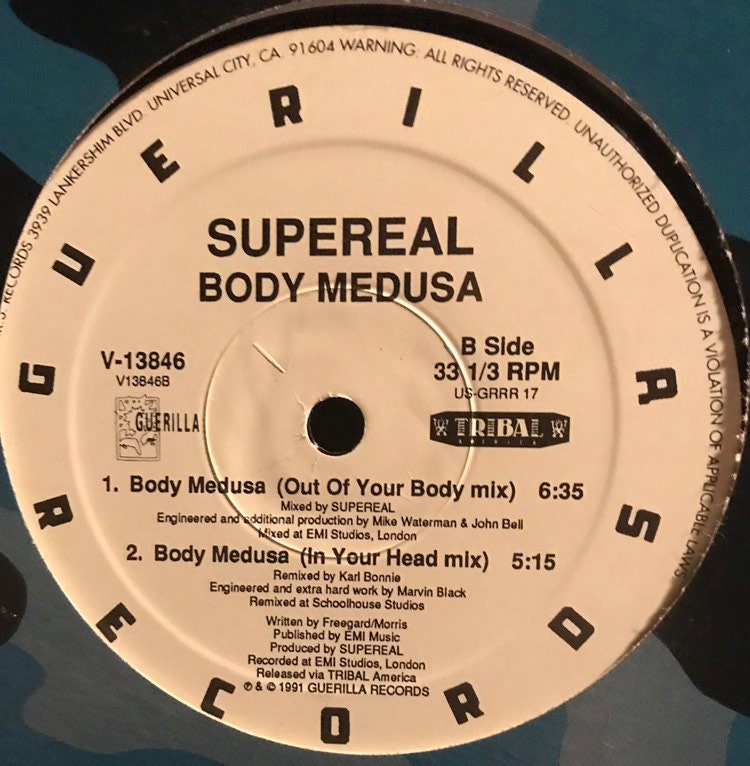 RECORDS 3939 LANKERSHIM BLVD. UNIVERSAL CITY, CA. 91604 WARNING: ALL RIGHTS RESERVED. UNAUTHORIZED DUPLICATION IS A VIOLATION OF APPLICABLE LAWS
GUERILLA RECORDS
SUPEREAL
BODY MEDUSA
V-13846
V13846B
B Side
33 1/3 RPM
US-GRRR 17
GUERILLA
TRIBAL
AMERICA
1. Body Medusa (Out Of Your Body mix) 6:35
Mixed by SUPEREAL
Engineered and additional production by Mike Waterman & John Bell
Mixed at EMI Studios, London
2. Body Medusa (In Your Head mix) 5:15
Remixed by Karl Bonnie
Engineered and extra hard work by Marvin Black
Remixed at Schoolhouse Studios
Written by Freegard/Morris
Published by EMI Music
Produced by SUPEREAL
Recorded at EMI Studios, London
Released via TRIBAL America
℗ & © 1991 GUERILLA RECORDS